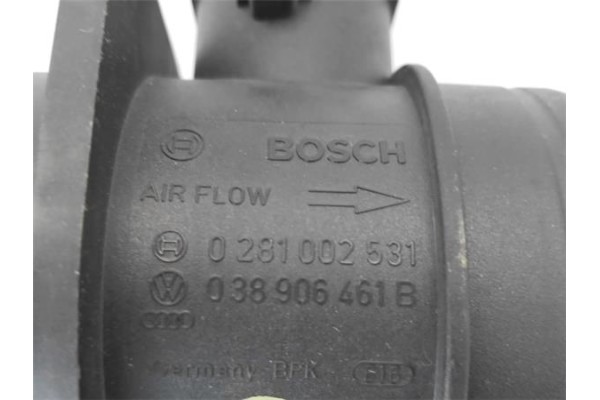 BOSCH
AIR FLOW
0 281 002 531
038 906 461 B
Germany BPK